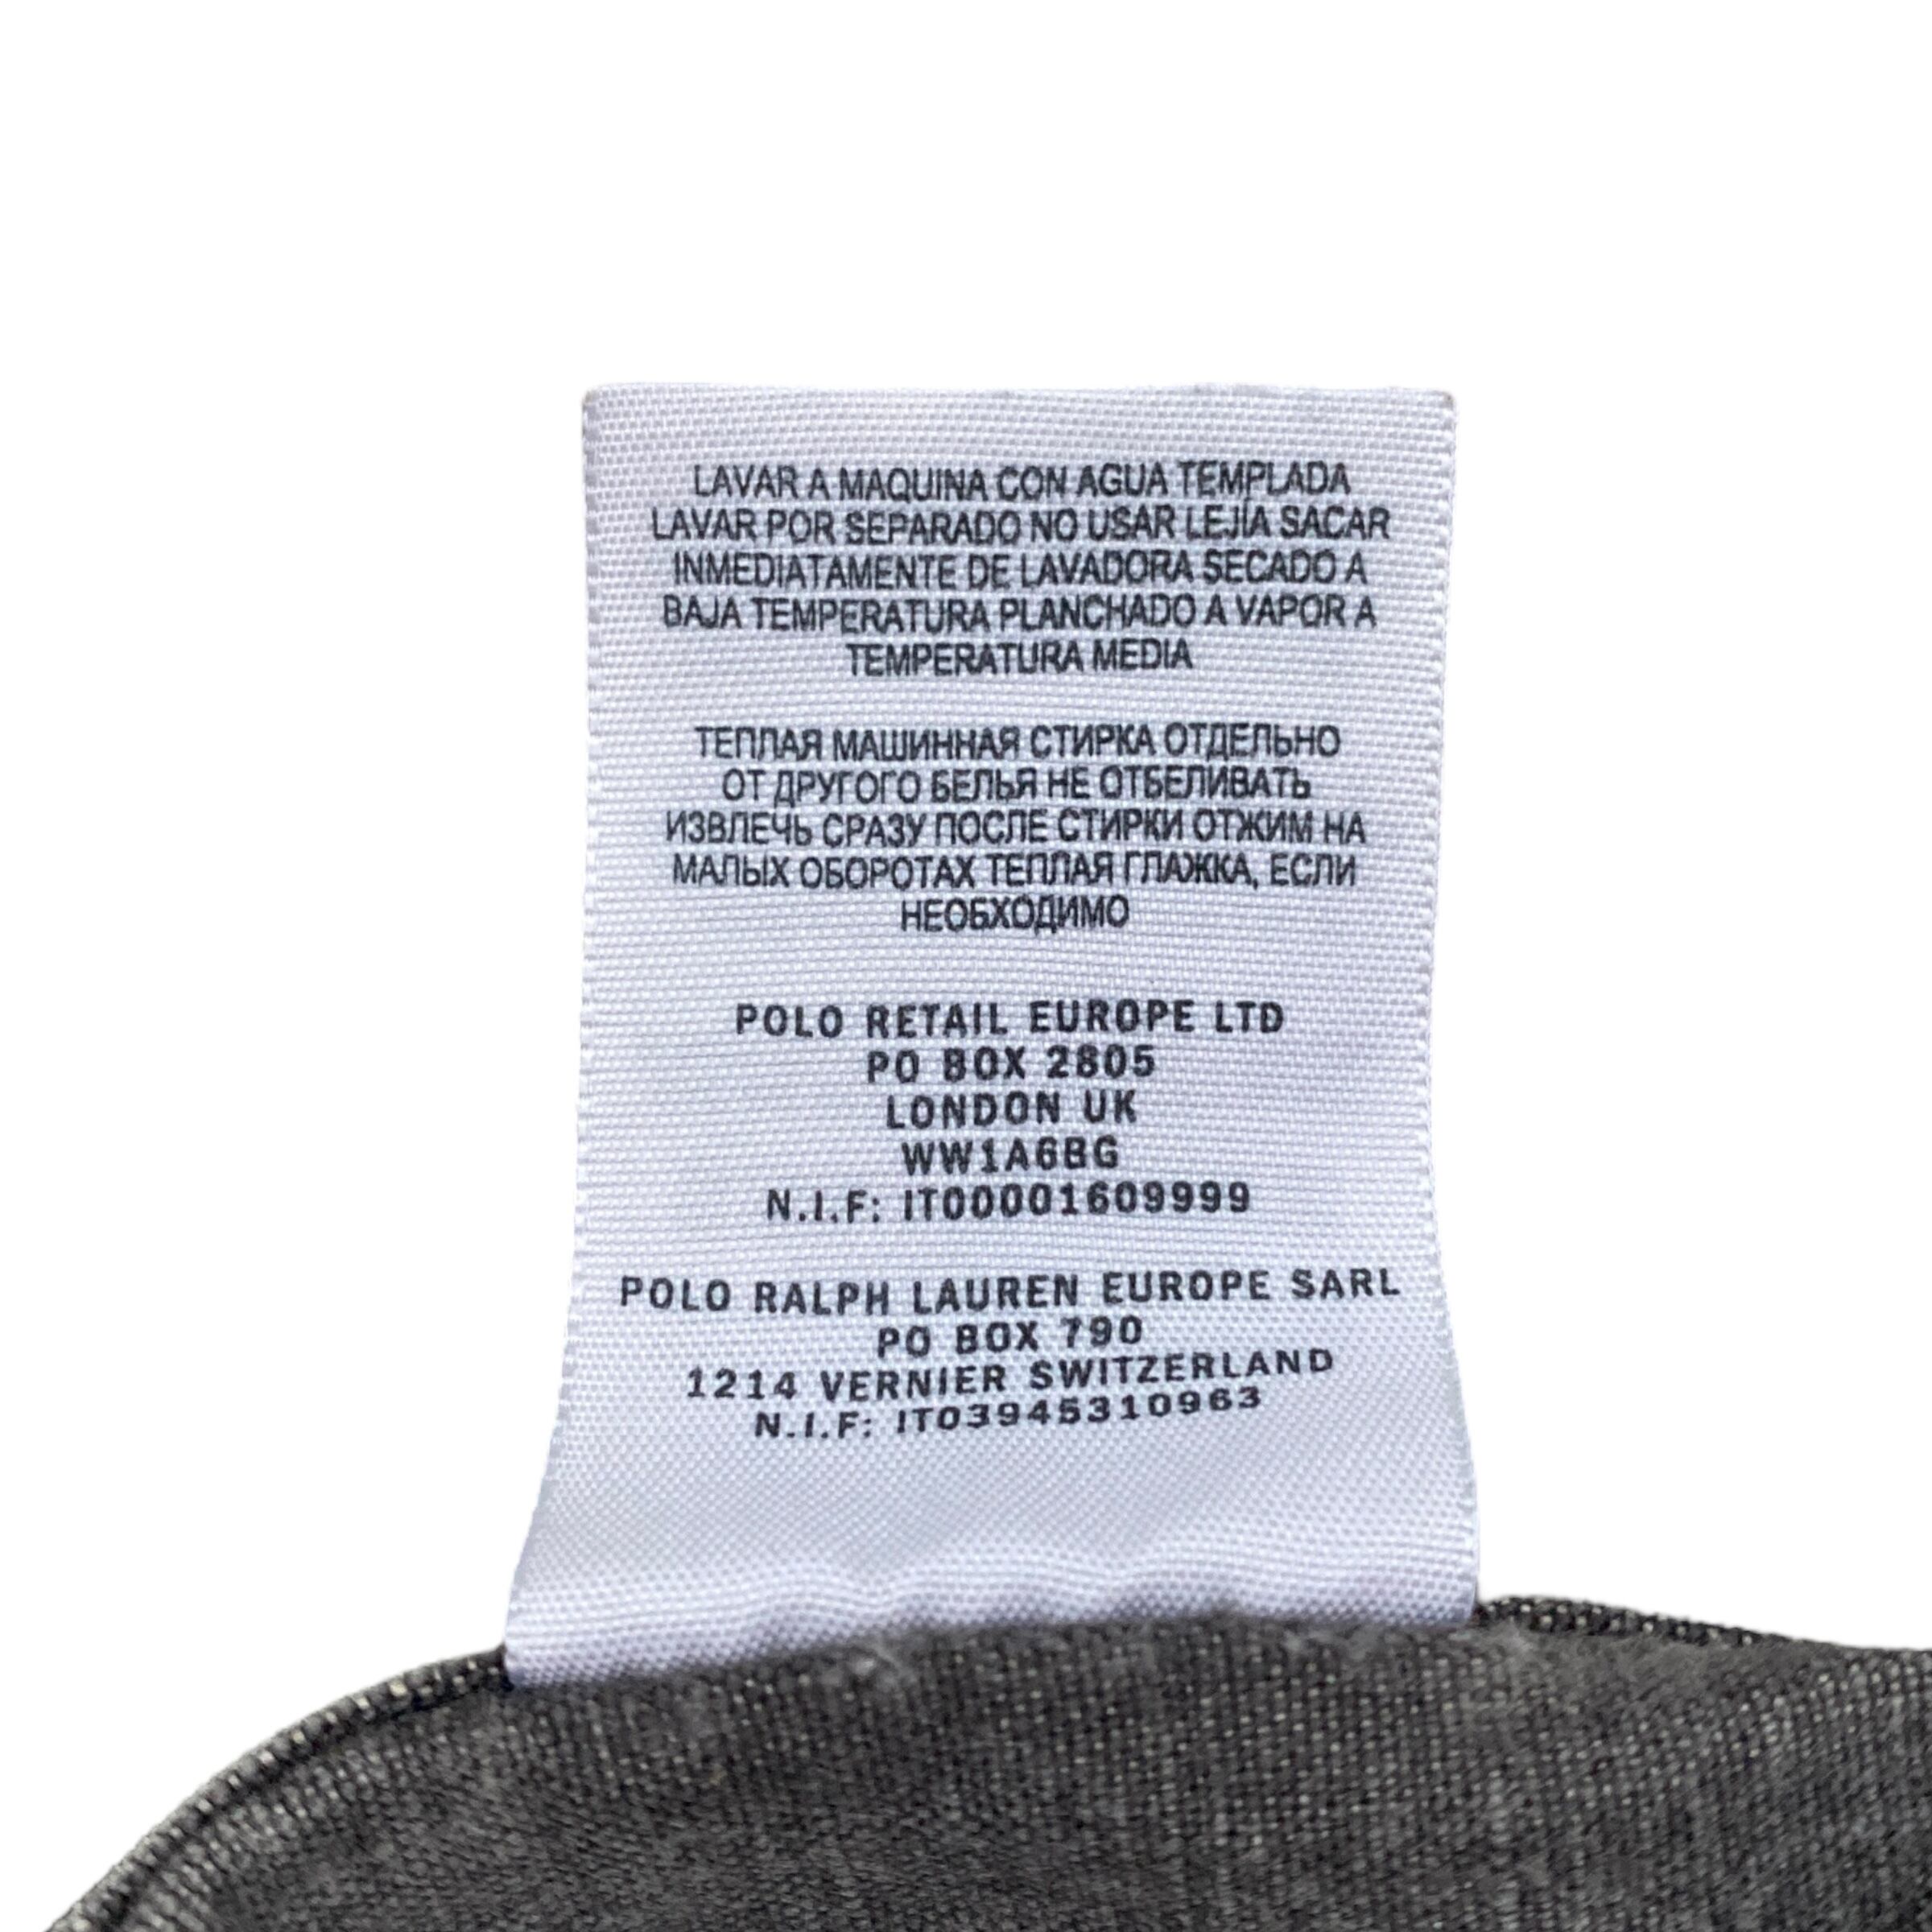 LAVAR A MAQUINA CON AGUA TEMPLADA
LAVAR POR SEPARADO NO USAR LEJÍA SACAR
INMEDIATAMENTE DE LAVADORA SECADO A
BAJA TEMPERATURA PLANCHADO A VAPOR A
TEMPERATURA MEDIA
ТЕПЛАЯ МАШИННАЯ СТИРКА ОТДЕЛЬНО
ОТ ДРУГОГО БЕЛЬЯ НЕ ОТБЕЛИВАТЬ
ИЗВЛЕЧЬ СРАЗУ ПОСЛЕ СТИРКИ ОТЖИМ НА
МАЛЫХ ОБОРОТАХ ТЕПЛАЯ ГЛАЖКА, ЕСЛИ
НЕОБХОДИМО
POLO RETAIL EUROPE LTD
PO BOX 2805
LONDON UK
WW1A6BG
N.I.F: IT00001609999
POLO RALPH LAUREN EUROPE SARL
PO BOX 790
1214 VERNIER SWITZERLAND
N.I.F: IT03945310963